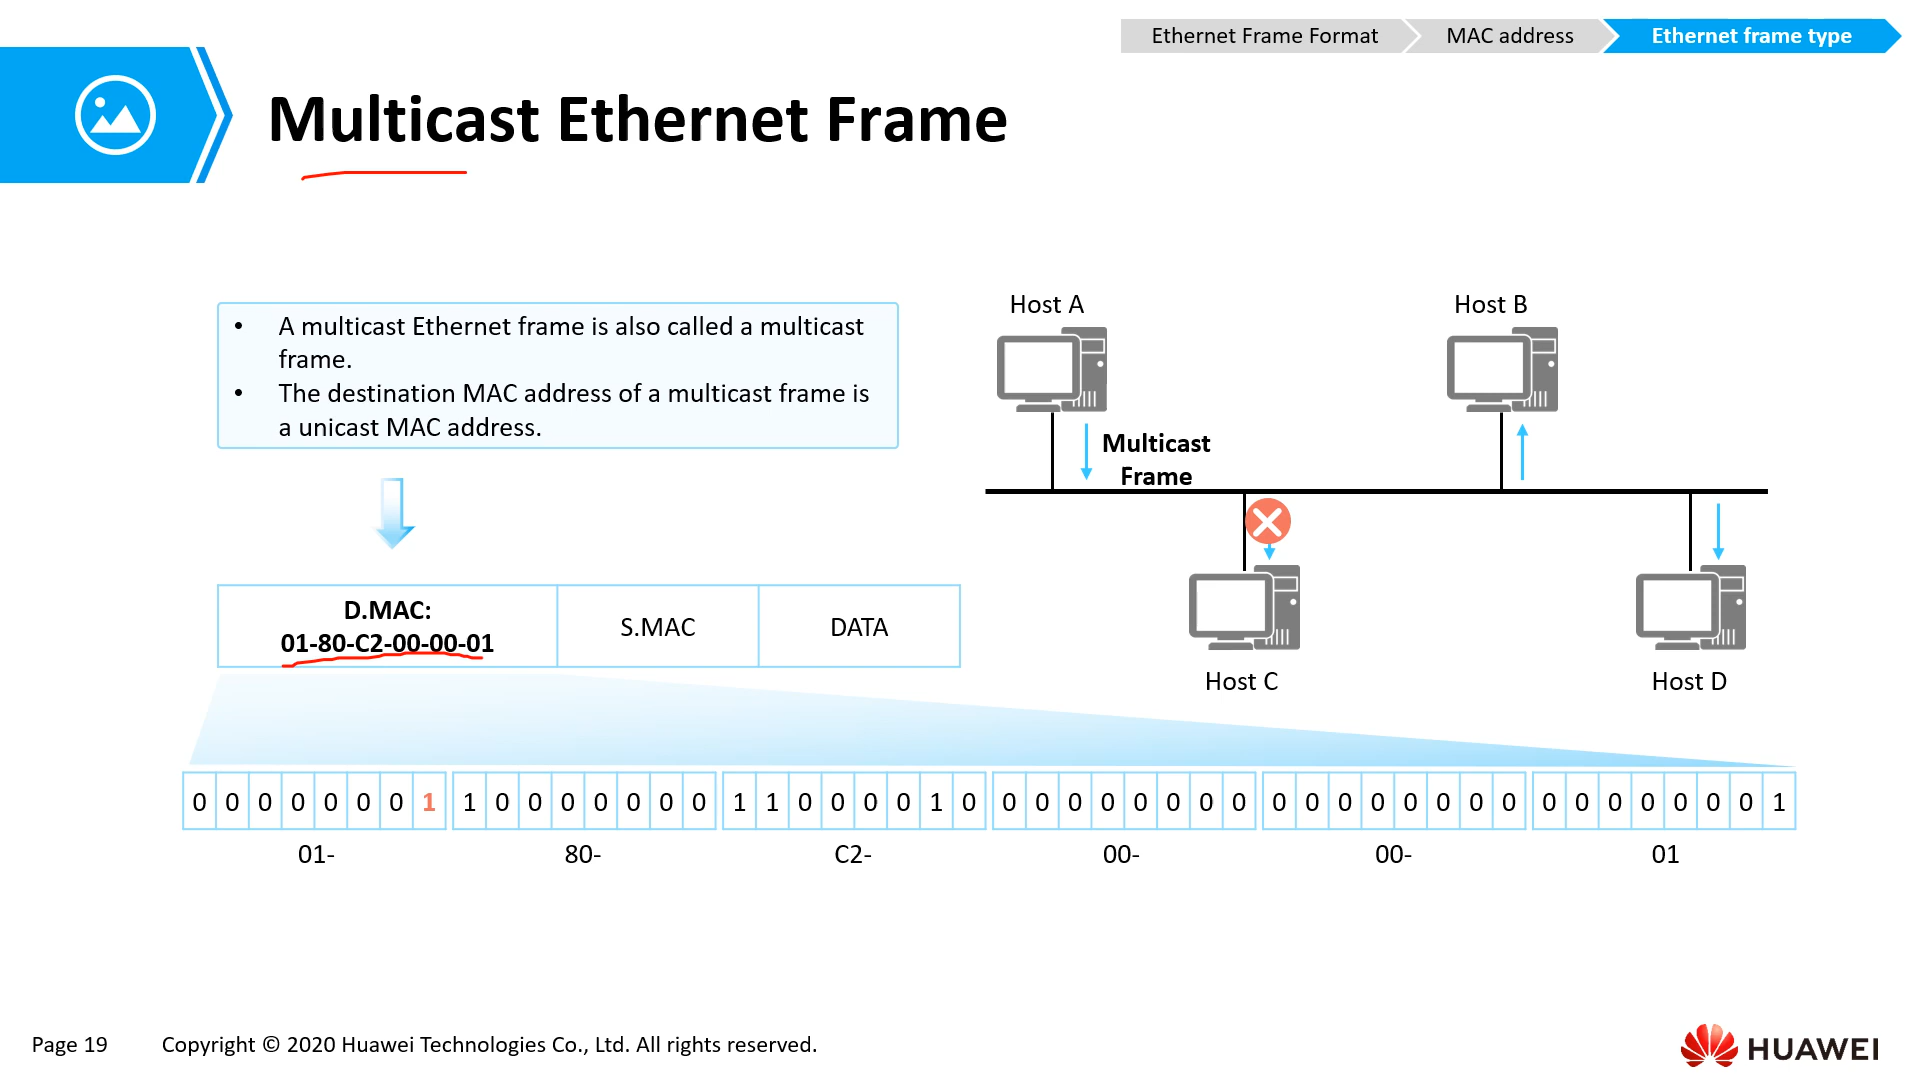 Ethernet Frame Format
MAC address
Ethernet frame type
Multicast Ethernet Frame
• A multicast Ethernet frame is also called a multicast
frame.
• The destination MAC address of a multicast frame is
a unicast MAC address.
Host A
Host B
Multicast
Frame
Host C
Host D
D.MAC:
01-80-C2-00-00-01
S.MAC
DATA
0 0 0 0 0 0 0 1 1 0 0 0 0 0 0 0 1 1 0 0 0 0 1 0 0 0 0 0 0 0 0 0 0 0 0 0 0 0 0 0 0 0 0 0 0 0 0 1
01- 80- C2- 00- 00- 01
Page 19
Copyright © 2020 Huawei Technologies Co., Ltd. All rights reserved.
HUAWEI